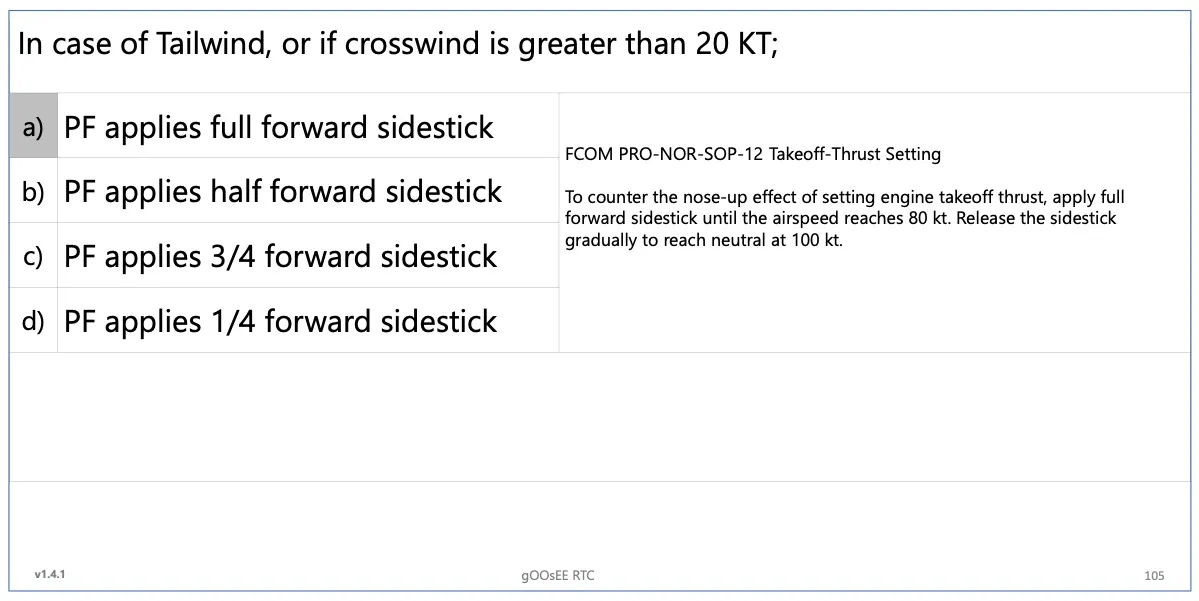 In case of Tailwind, or if crosswind is greater than 20 KT;
a) PF applies full forward sidestick
b) PF applies half forward sidestick
c) PF applies 3/4 forward sidestick
d) PF applies 1/4 forward sidestick
FCOM PRO-NOR-SOP-12 Takeoff-Thrust Setting
To counter the nose-up effect of setting engine takeoff thrust, apply full
forward sidestick until the airspeed reaches 80 kt. Release the sidestick
gradually to reach neutral at 100 kt.
v1.4.1
gOOsEE RTC
105